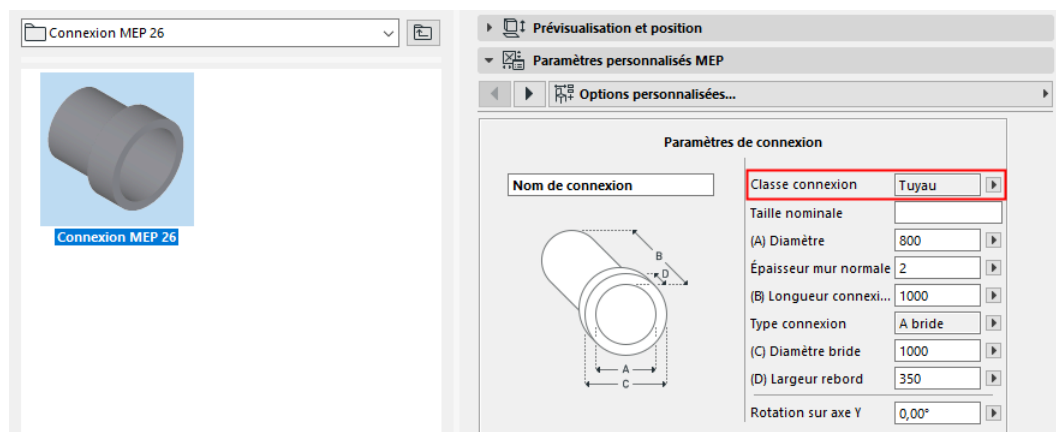 Connexion MEP 26
Connexion MEP 26
Prévisualisation et position
Paramètres personnalisés MEP
Options personnalisées...
Paramètres de connexion
Nom de connexion
Classe connexion Tuyau
Taille nominale
(A) Diamètre 800
Épaisseur mur normale 2
(B) Longueur connexi... 1000
Type connexion A bride
(C) Diamètre bride 1000
(D) Largeur rebord 350
Rotation sur axe Y 0,00°
B
D
A
C